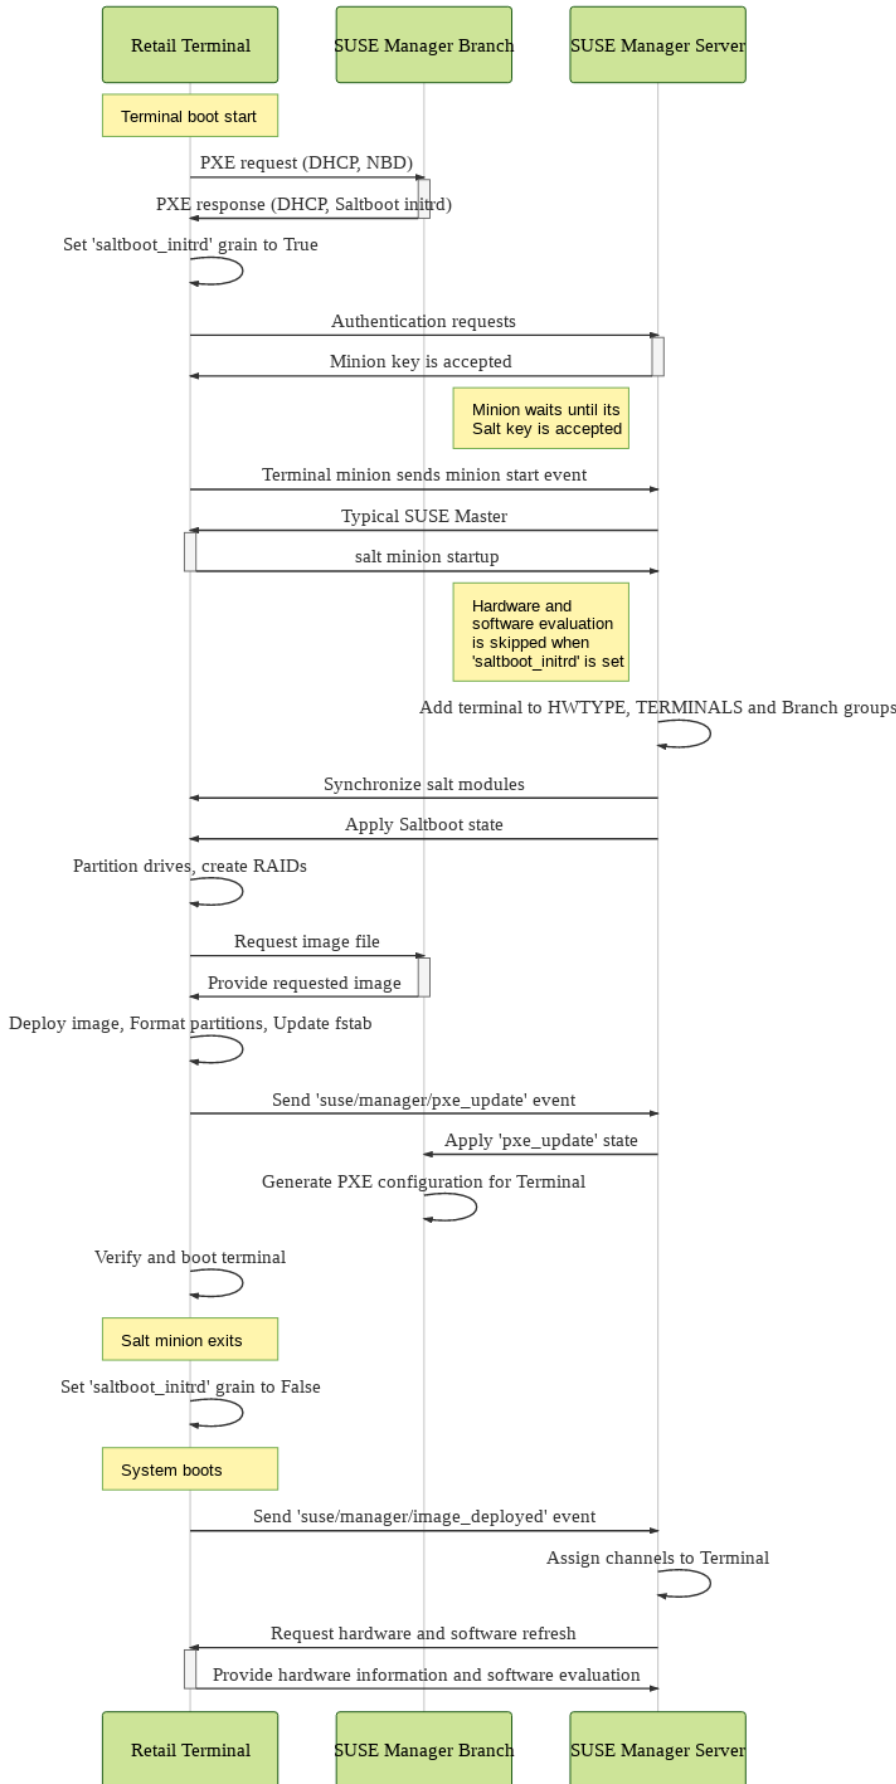 Retail Terminal
SUSE Manager Branch
SUSE Manager Server
Terminal boot start
PXE request (DHCP, NBD)
PXE response (DHCP, Saltboot initrd)
Set 'saltboot_initrd' grain to True
Authentication requests
Minion key is accepted
Minion waits until its
Salt key is accepted
Terminal minion sends minion start event
Typical SUSE Master
salt minion startup
Hardware and
software evaluation
is skipped when
'saltboot_initrd' is set
Add terminal to HWTYPE, TERMINALS and Branch groups
Synchronize salt modules
Apply Saltboot state
Partition drives, create RAIDs
Request image file
Provide requested image
Deploy image, Format partitions, Update fstab
Send 'suse/manager/pxe_update' event
Apply 'pxe_update' state
Generate PXE configuration for Terminal
Verify and boot terminal
Salt minion exits
Set 'saltboot_initrd' grain to False
System boots
Send 'suse/manager/image_deployed' event
Assign channels to Terminal
Request hardware and software refresh
Provide hardware information and software evaluation
Retail Terminal
SUSE Manager Branch
SUSE Manager Server